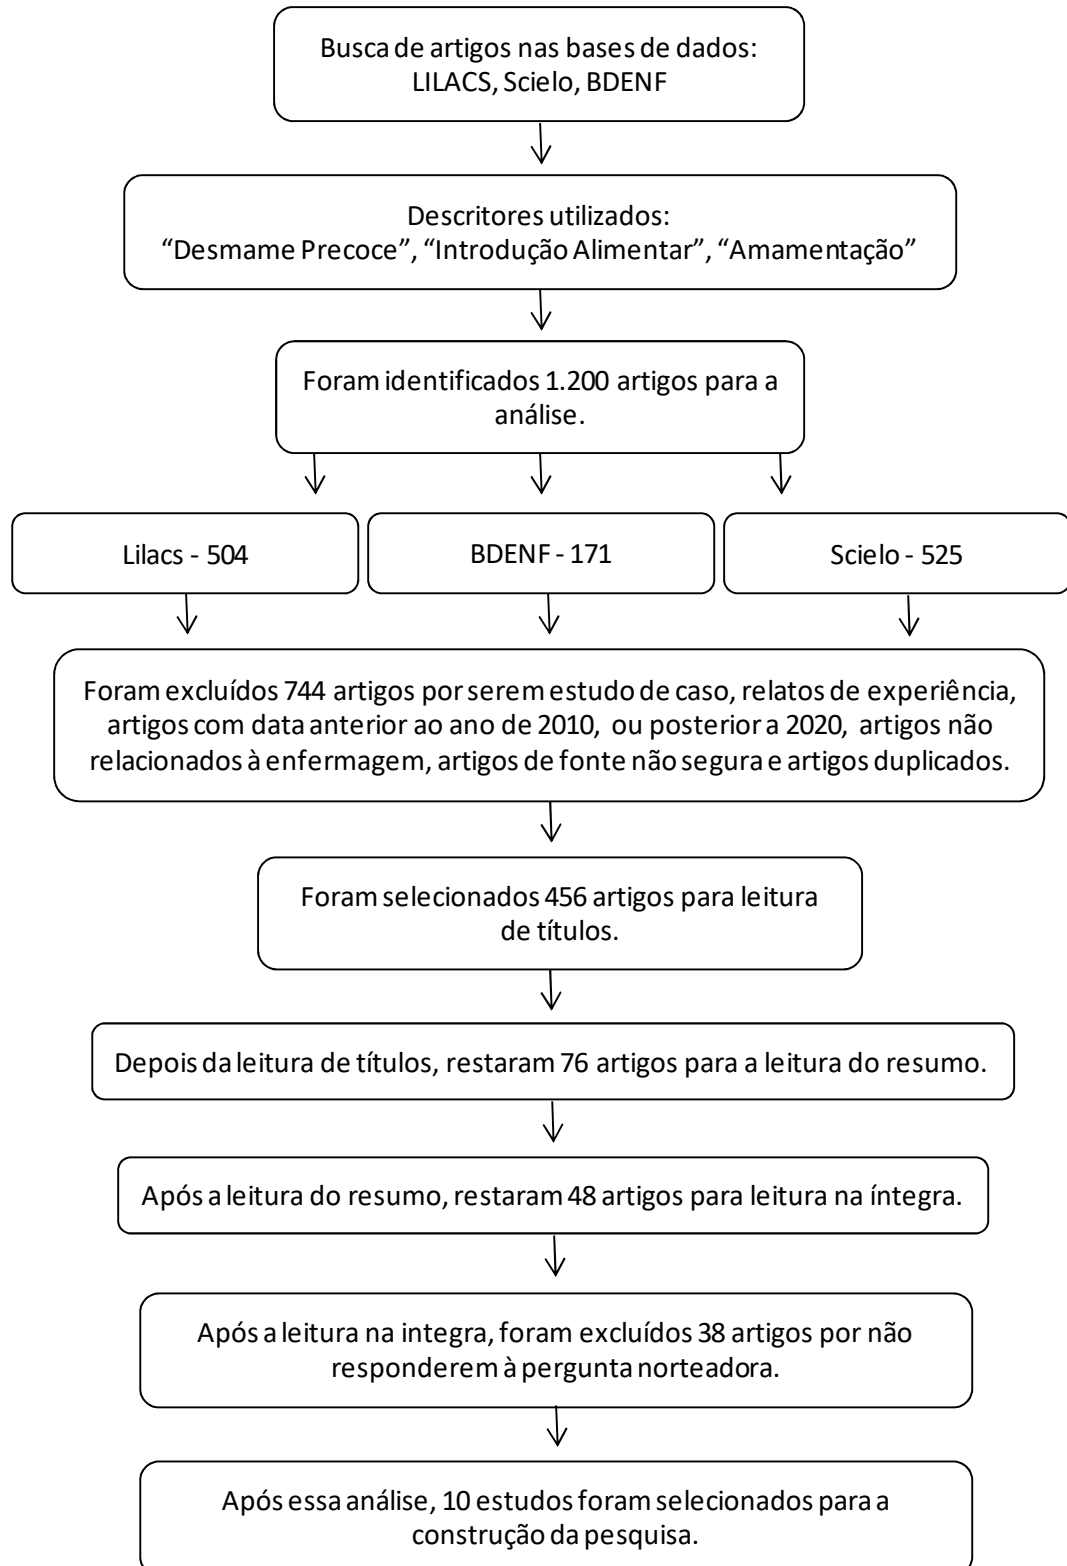 Busca de artigos nas bases de dados:
LILACS, Scielo, BDENF
Descritores utilizados:
“Desmame Precoce”, “Introdução Alimentar”, “Amamentação”
Foram identificados 1.200 artigos para a
análise.
Lilacs - 504
BDENF - 171
Scielo - 525
Foram excluídos 744 artigos por serem estudo de caso, relatos de experiência,
artigos com data anterior ao ano de 2010, ou posterior a 2020, artigos não
relacionados à enfermagem, artigos de fonte não segura e artigos duplicados.
Foram selecionados 456 artigos para leitura
de títulos.
Depois da leitura de títulos, restaram 76 artigos para a leitura do resumo.
Após a leitura do resumo, restaram 48 artigos para leitura na íntegra.
Após a leitura na integra, foram excluídos 38 artigos por não
responderem à pergunta norteadora.
Após essa análise, 10 estudos foram selecionados para a
construção da pesquisa.